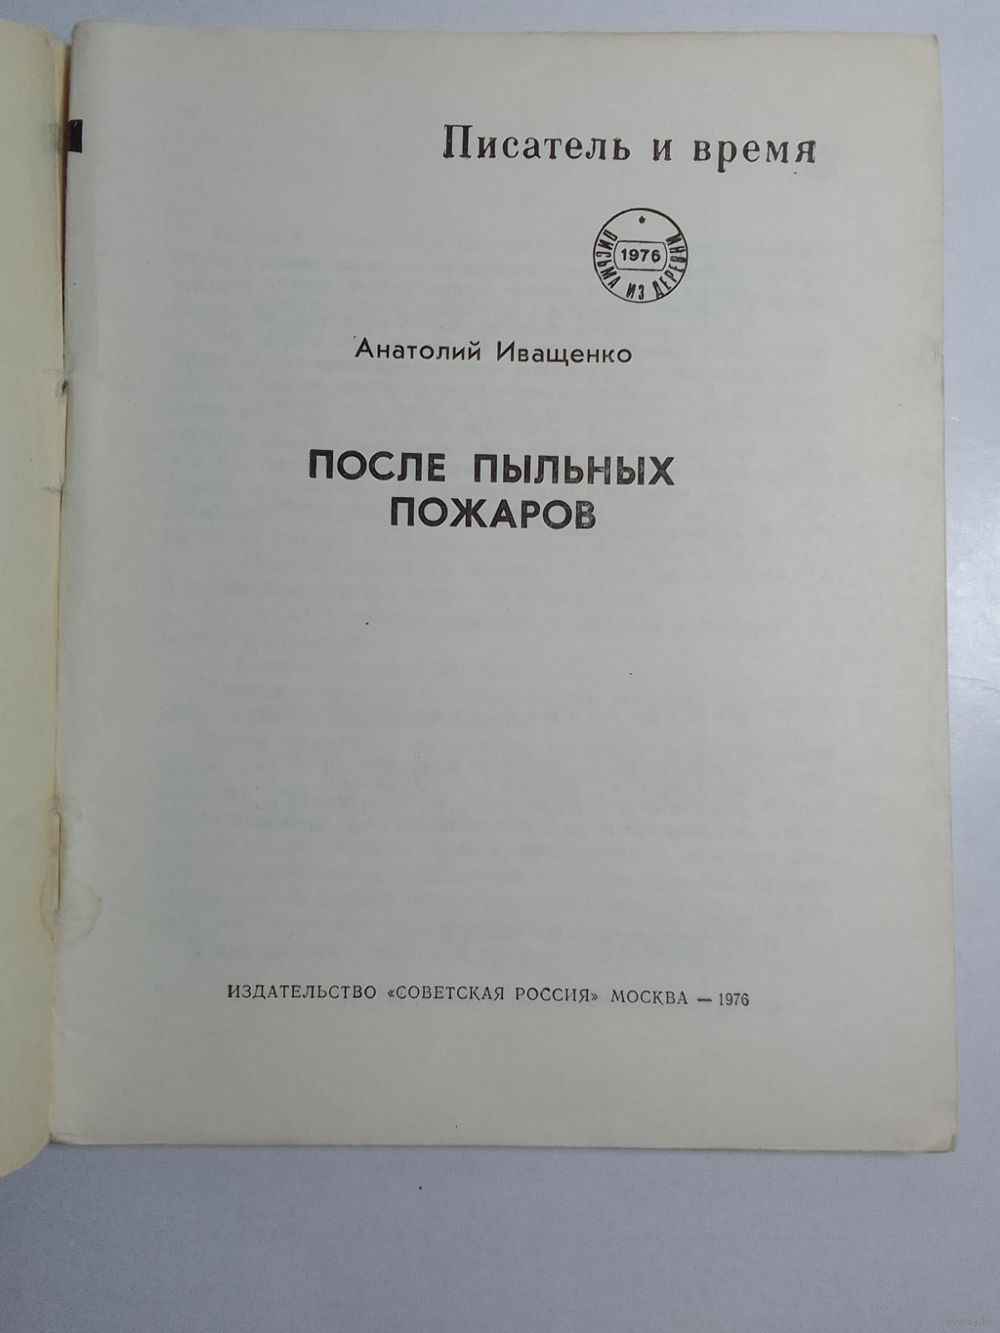 Писатель и время
ПИСЬМА ИЗ ДЕРЕВНИ
1976
Анатолий Иващенко
ПОСЛЕ ПЫЛЬНЫХ
ПОЖАРОВ
ИЗДАТЕЛЬСТВО «СОВЕТСКАЯ РОССИЯ» МОСКВА — 1976